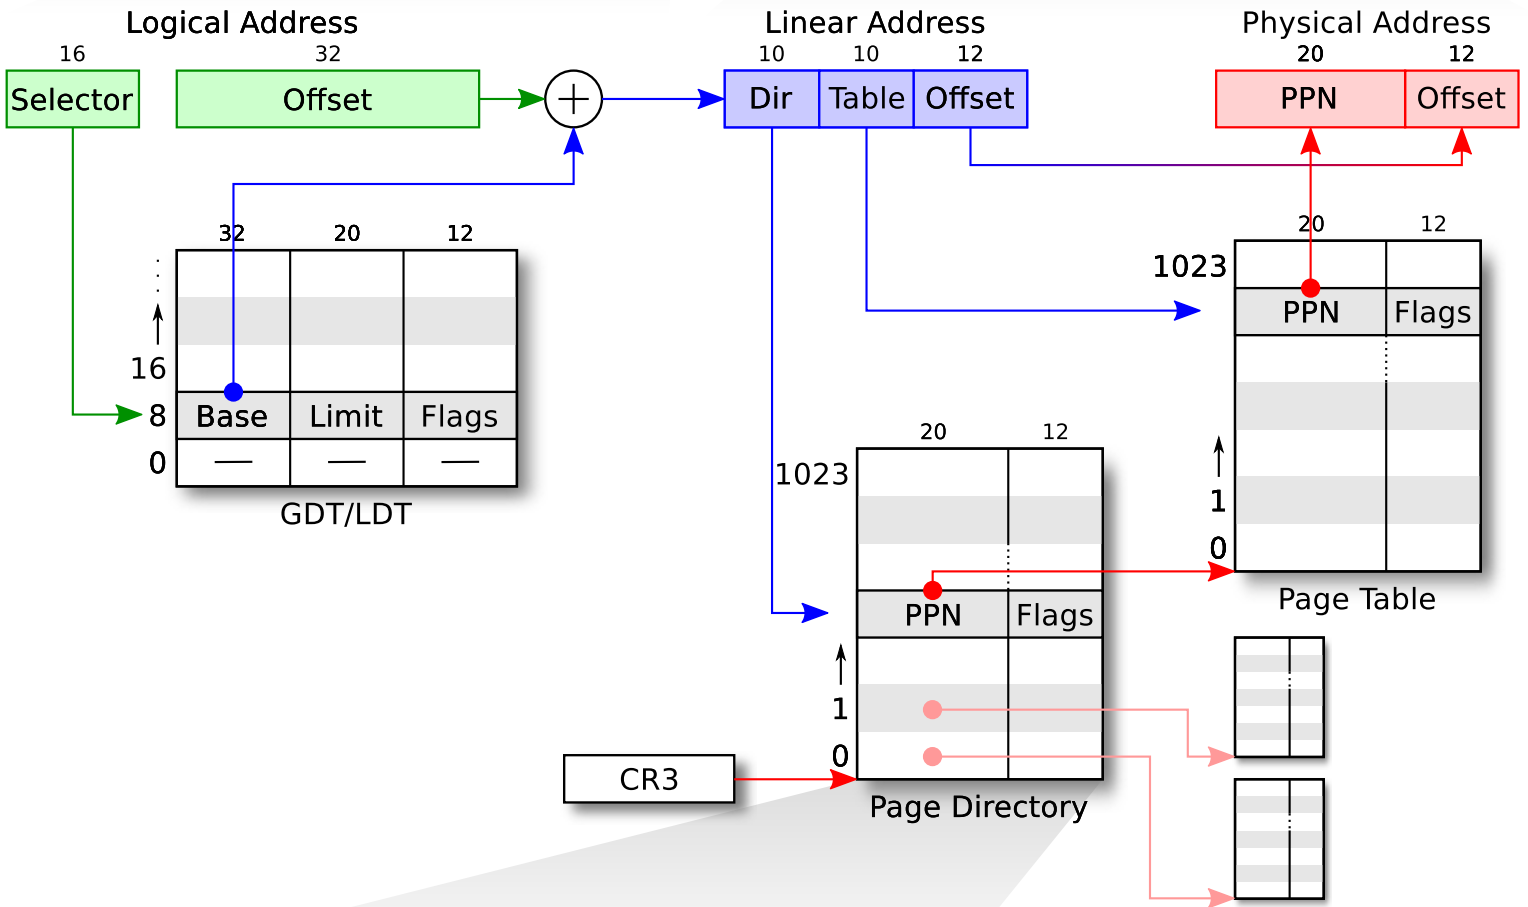 Logical Address
Linear Address
Physical Address
16
32
10
10
12
20
12
Selector
Offset
Dir
Table
Offset
PPN
Offset
32
20
12
16
8
Base
Limit
Flags
0
GDT/LDT
20
12
1023
PPN
Flags
1
0
Page Table
20
12
1023
PPN
Flags
1
0
Page Directory
CR3